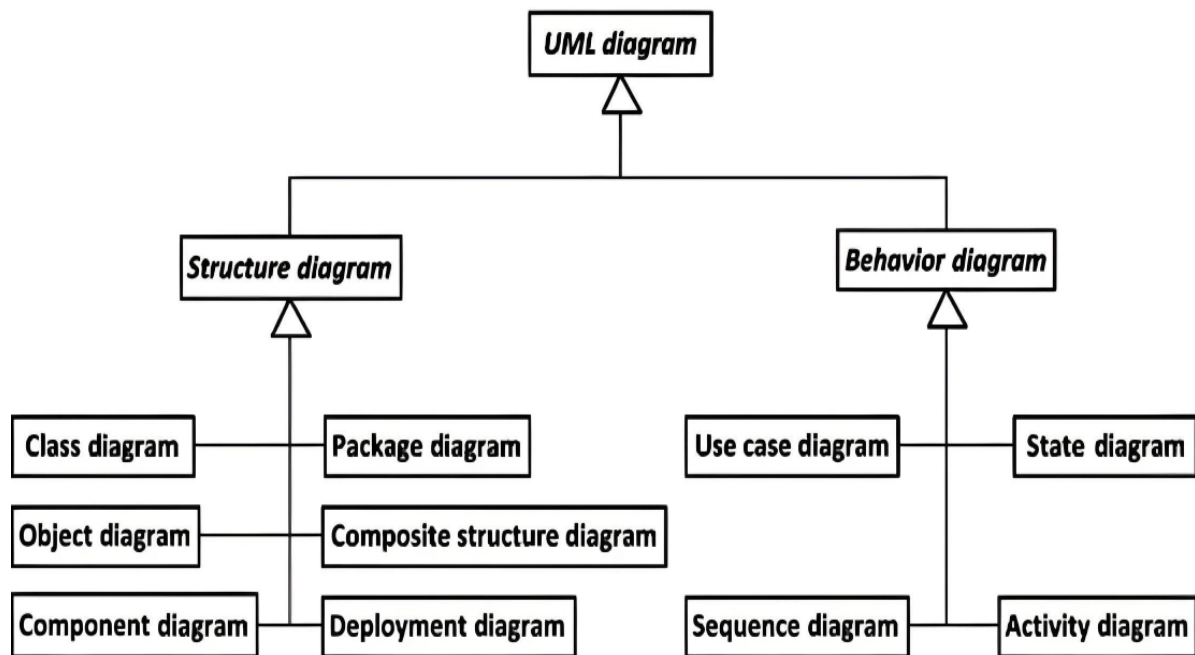 UML diagram
Structure diagram
Behavior diagram
Class diagram
Package diagram
Use case diagram
State diagram
Object diagram
Composite structure diagram
Component diagram
Deployment diagram
Sequence diagram
Activity diagram